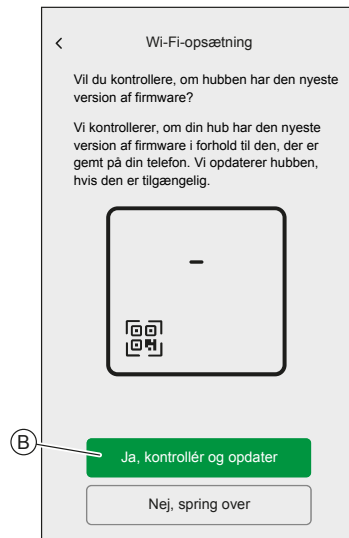 Wi-Fi-opsætning
Vil du kontrollere, om hubben har den nyeste
version af firmware?
Vi kontrollerer, om din hub har den nyeste
version af firmware i forhold til den, der er
gemt på din telefon. Vi opdaterer hubben,
hvis den er tilgængelig.
B
Ja, kontrollér og opdater
Nej, spring over